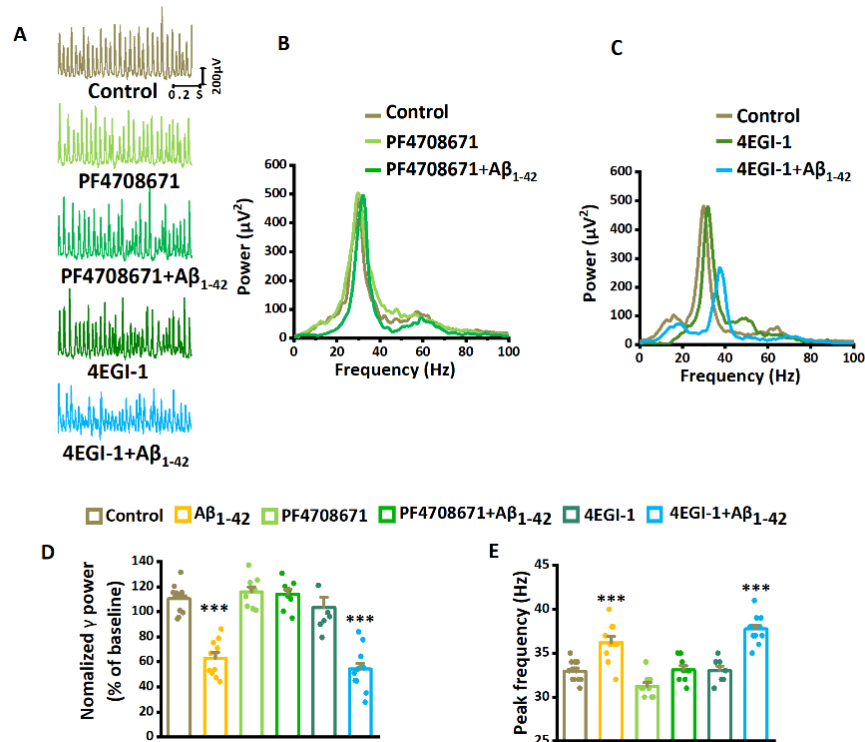 A
Control
0.2 S
200µV
PF4708671
PF4708671+Aβ1-42
4EGI-1
4EGI-1+Aβ1-42
B
Control
PF4708671
PF4708671+Aβ1-42
600
500
400
300
200
100
0
Power (µV2)
0 20 40 60 80 100
Frequency (Hz)
C
Control
4EGI-1
4EGI-1+Aβ1-42
600
500
400
300
200
100
0
Power (µV2)
0 20 40 60 80 100
Frequency (Hz)
Control Aβ1-42 PF4708671 PF4708671+Aβ1-42 4EGI-1 4EGI-1+Aβ1-42
D
140
120
100
80
60
40
20
0
Nomalized γ power
(% of baseline)
***
***
E
45
41
37
33
29
25
Peak frequency (Hz)
***
***